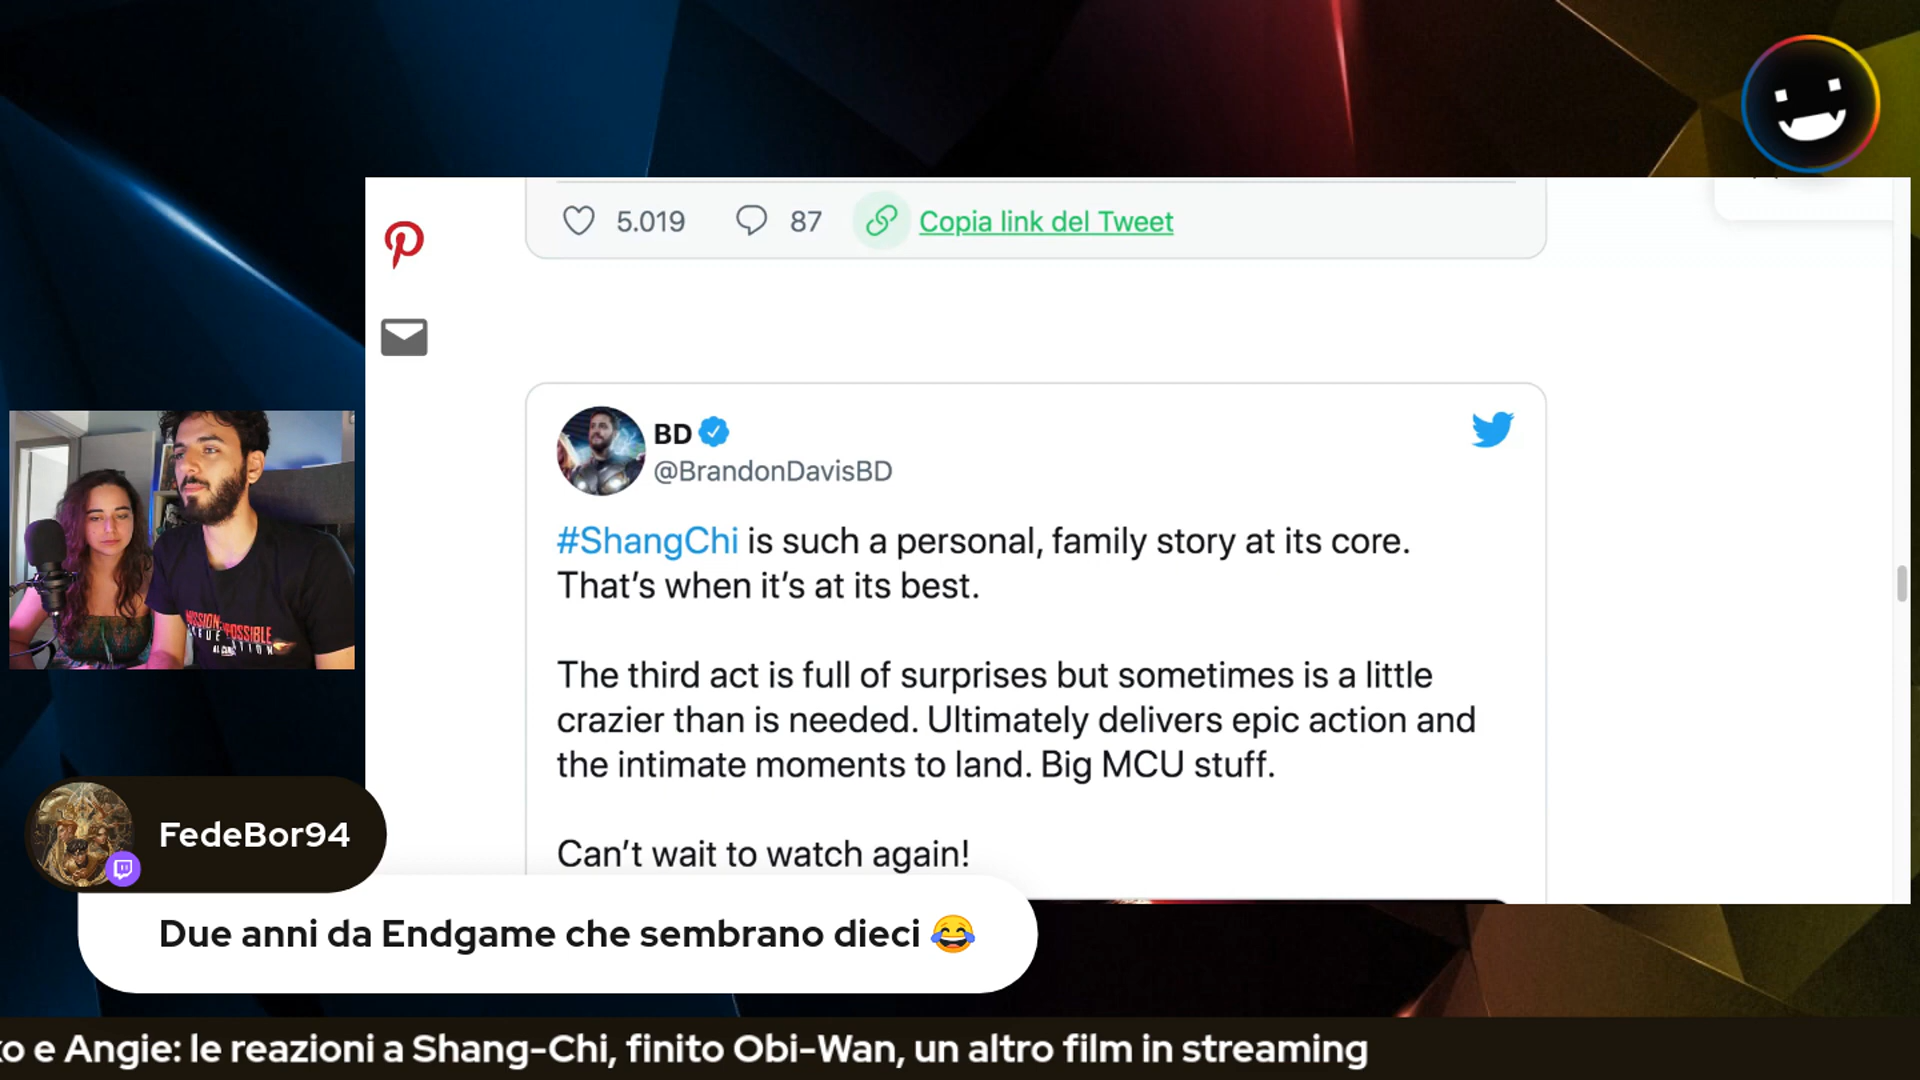 5.019
87
Copia link del Tweet
BD
@BrandonDavisBD
#ShangChi is such a personal, family story at its core.
That’s when it’s at its best.
The third act is full of surprises but sometimes is a little
crazier than is needed. Ultimately delivers epic action and
the intimate moments to land. Big MCU stuff.
Can’t wait to watch again!
MISSION: IMPOSSIBLE
FedeBor94
Due anni da Endgame che sembrano dieci 😂
o e Angie: le reazioni a Shang-Chi, finito Obi-Wan, un altro film in streaming